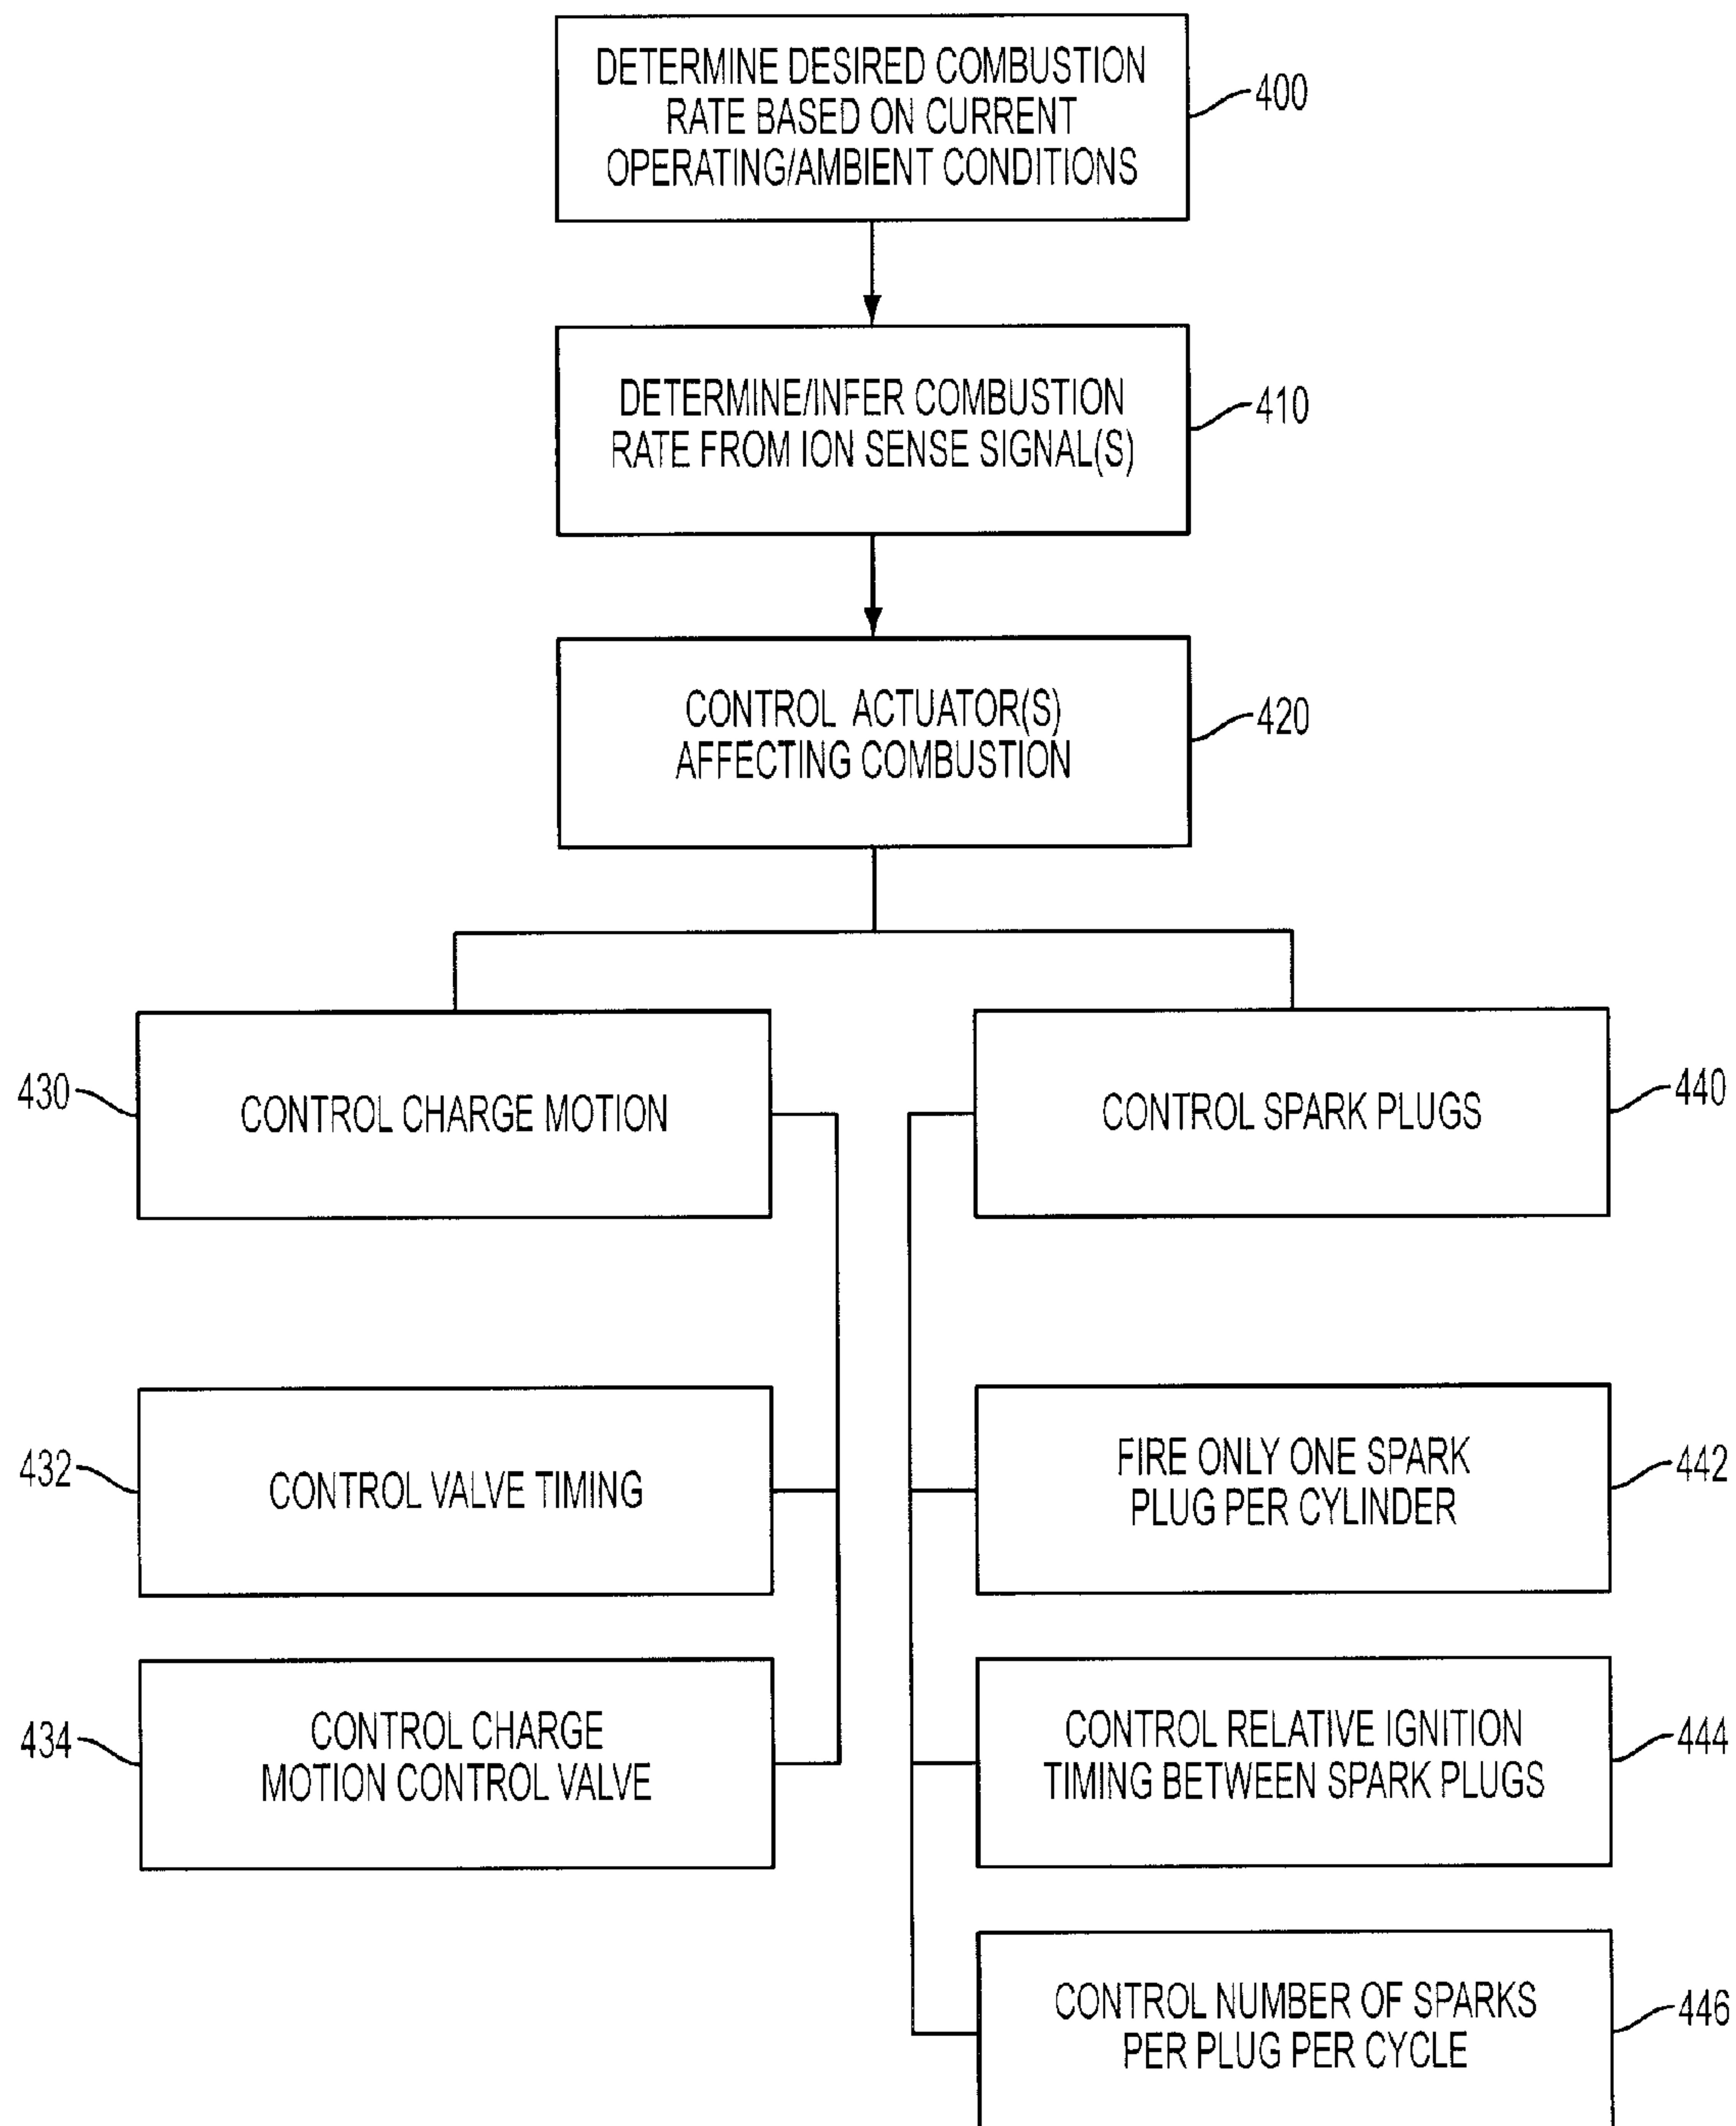 DETERMINE DESIRED COMBUSTION
RATE BASED ON CURRENT
OPERATING/AMBIENT CONDITIONS
400
DETERMINE/INFER COMBUSTION
RATE FROM ION SENSE SIGNAL(S)
410
CONTROL ACTUATOR(S)
AFFECTING COMBUSTION
420
430
CONTROL CHARGE MOTION
CONTROL SPARK PLUGS
440
432
CONTROL VALVE TIMING
FIRE ONLY ONE SPARK
PLUG PER CYLINDER
442
434
CONTROL CHARGE
MOTION CONTROL VALVE
CONTROL RELATIVE IGNITION
TIMING BETWEEN SPARK PLUGS
444
CONTROL NUMBER OF SPARKS
PER PLUG PER CYCLE
446